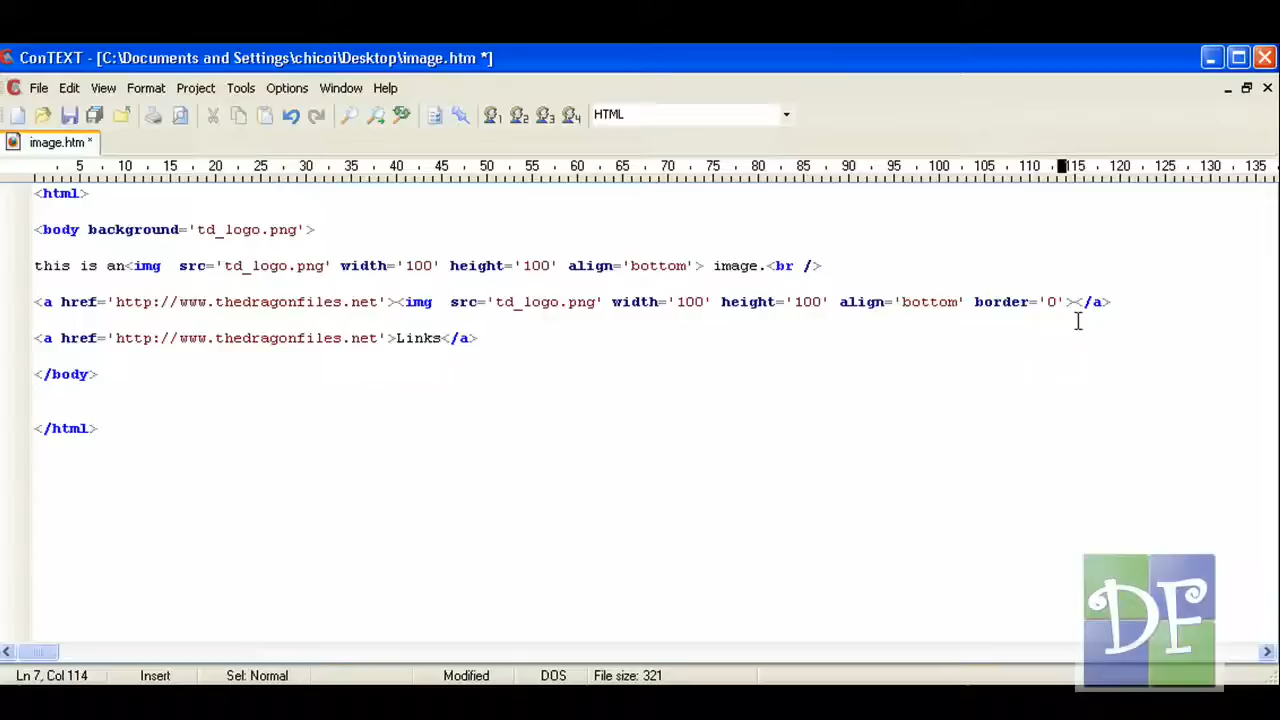 ConTEXT - [C:\Documents and Settings\chicoi\Desktop\image.htm *]
File Edit View Format Project Tools Options Window Help
1 2 3 4 HTML
image.htm *
5 10 15 20 25 30 35 40 45 50 55 60 65 70 75 80 85 90 95 100 105 110 115 120 125 130 135
<html>
<body background='td_logo.png'>
this is an<img  src='td_logo.png' width='100' height='100' align='bottom'> image.<br />
<a href='http://www.thedragonfiles.net'><img  src='td_logo.png' width='100' height='100' align='bottom' border='0'></a>
<a href='http://www.thedragonfiles.net'>Links</a>
</body>
</html>
DF
Ln 7, Col 114 Insert Sel: Normal Modified DOS File size: 321